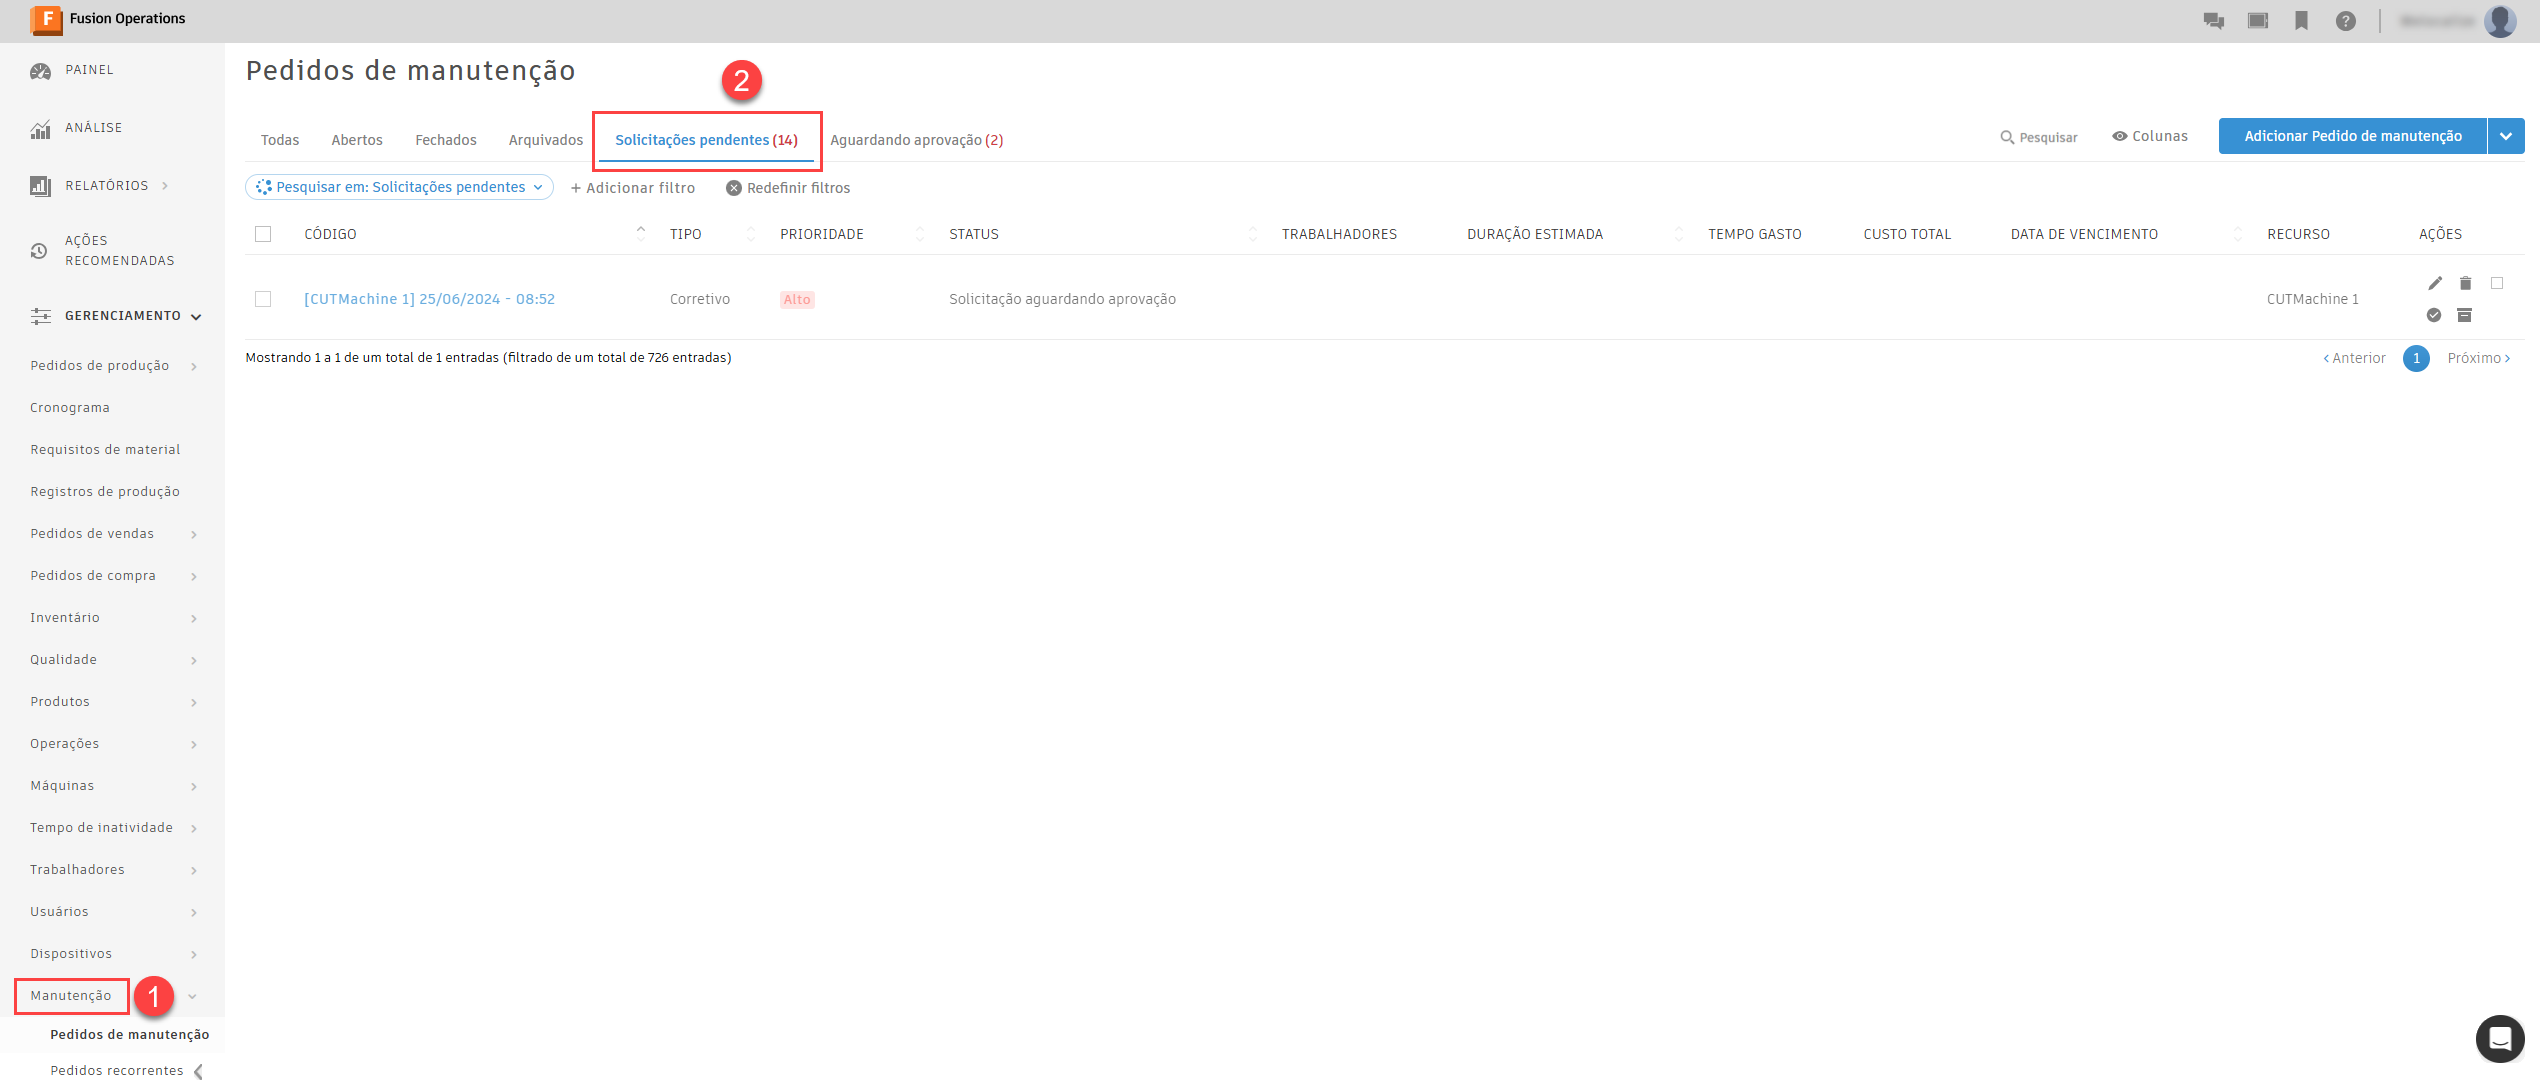 F Fusion Operations
PAINEL
ANÁLISE
RELATÓRIOS
AÇÕES
RECOMENDADAS
GERENCIAMENTO
Pedidos de produção
Cronograma
Requisitos de material
Registros de produção
Pedidos de vendas
Pedidos de compra
Inventário
Qualidade
Produtos
Operações
Máquinas
Tempo de inatividade
Trabalhadores
Usuários
Dispositivos
Manutenção 1
Pedidos de manutenção
Pedidos recorrentes
Pedidos de manutenção
2
Todas Abertos Fechados Arquivados Solicitações pendentes (14) Aguardando aprovação (2)
Pesquisar Colunas Adicionar Pedido de manutenção
Pesquisar em: Solicitações pendentes + Adicionar filtro Redefinir filtros
CÓDIGO TIPO PRIORIDADE STATUS TRABALHADORES DURAÇÃO ESTIMADA TEMPO GASTO CUSTO TOTAL DATA DE VENCIMENTO RECURSO AÇÕES
[CUTMachine 1] 25/06/2024 - 08:52 Corretivo Alto Solicitação aguardando aprovação CUTMachine 1
Mostrando 1 a 1 de um total de 1 entradas (filtrado de um total de 726 entradas)
‹ Anterior 1 Próximo ›